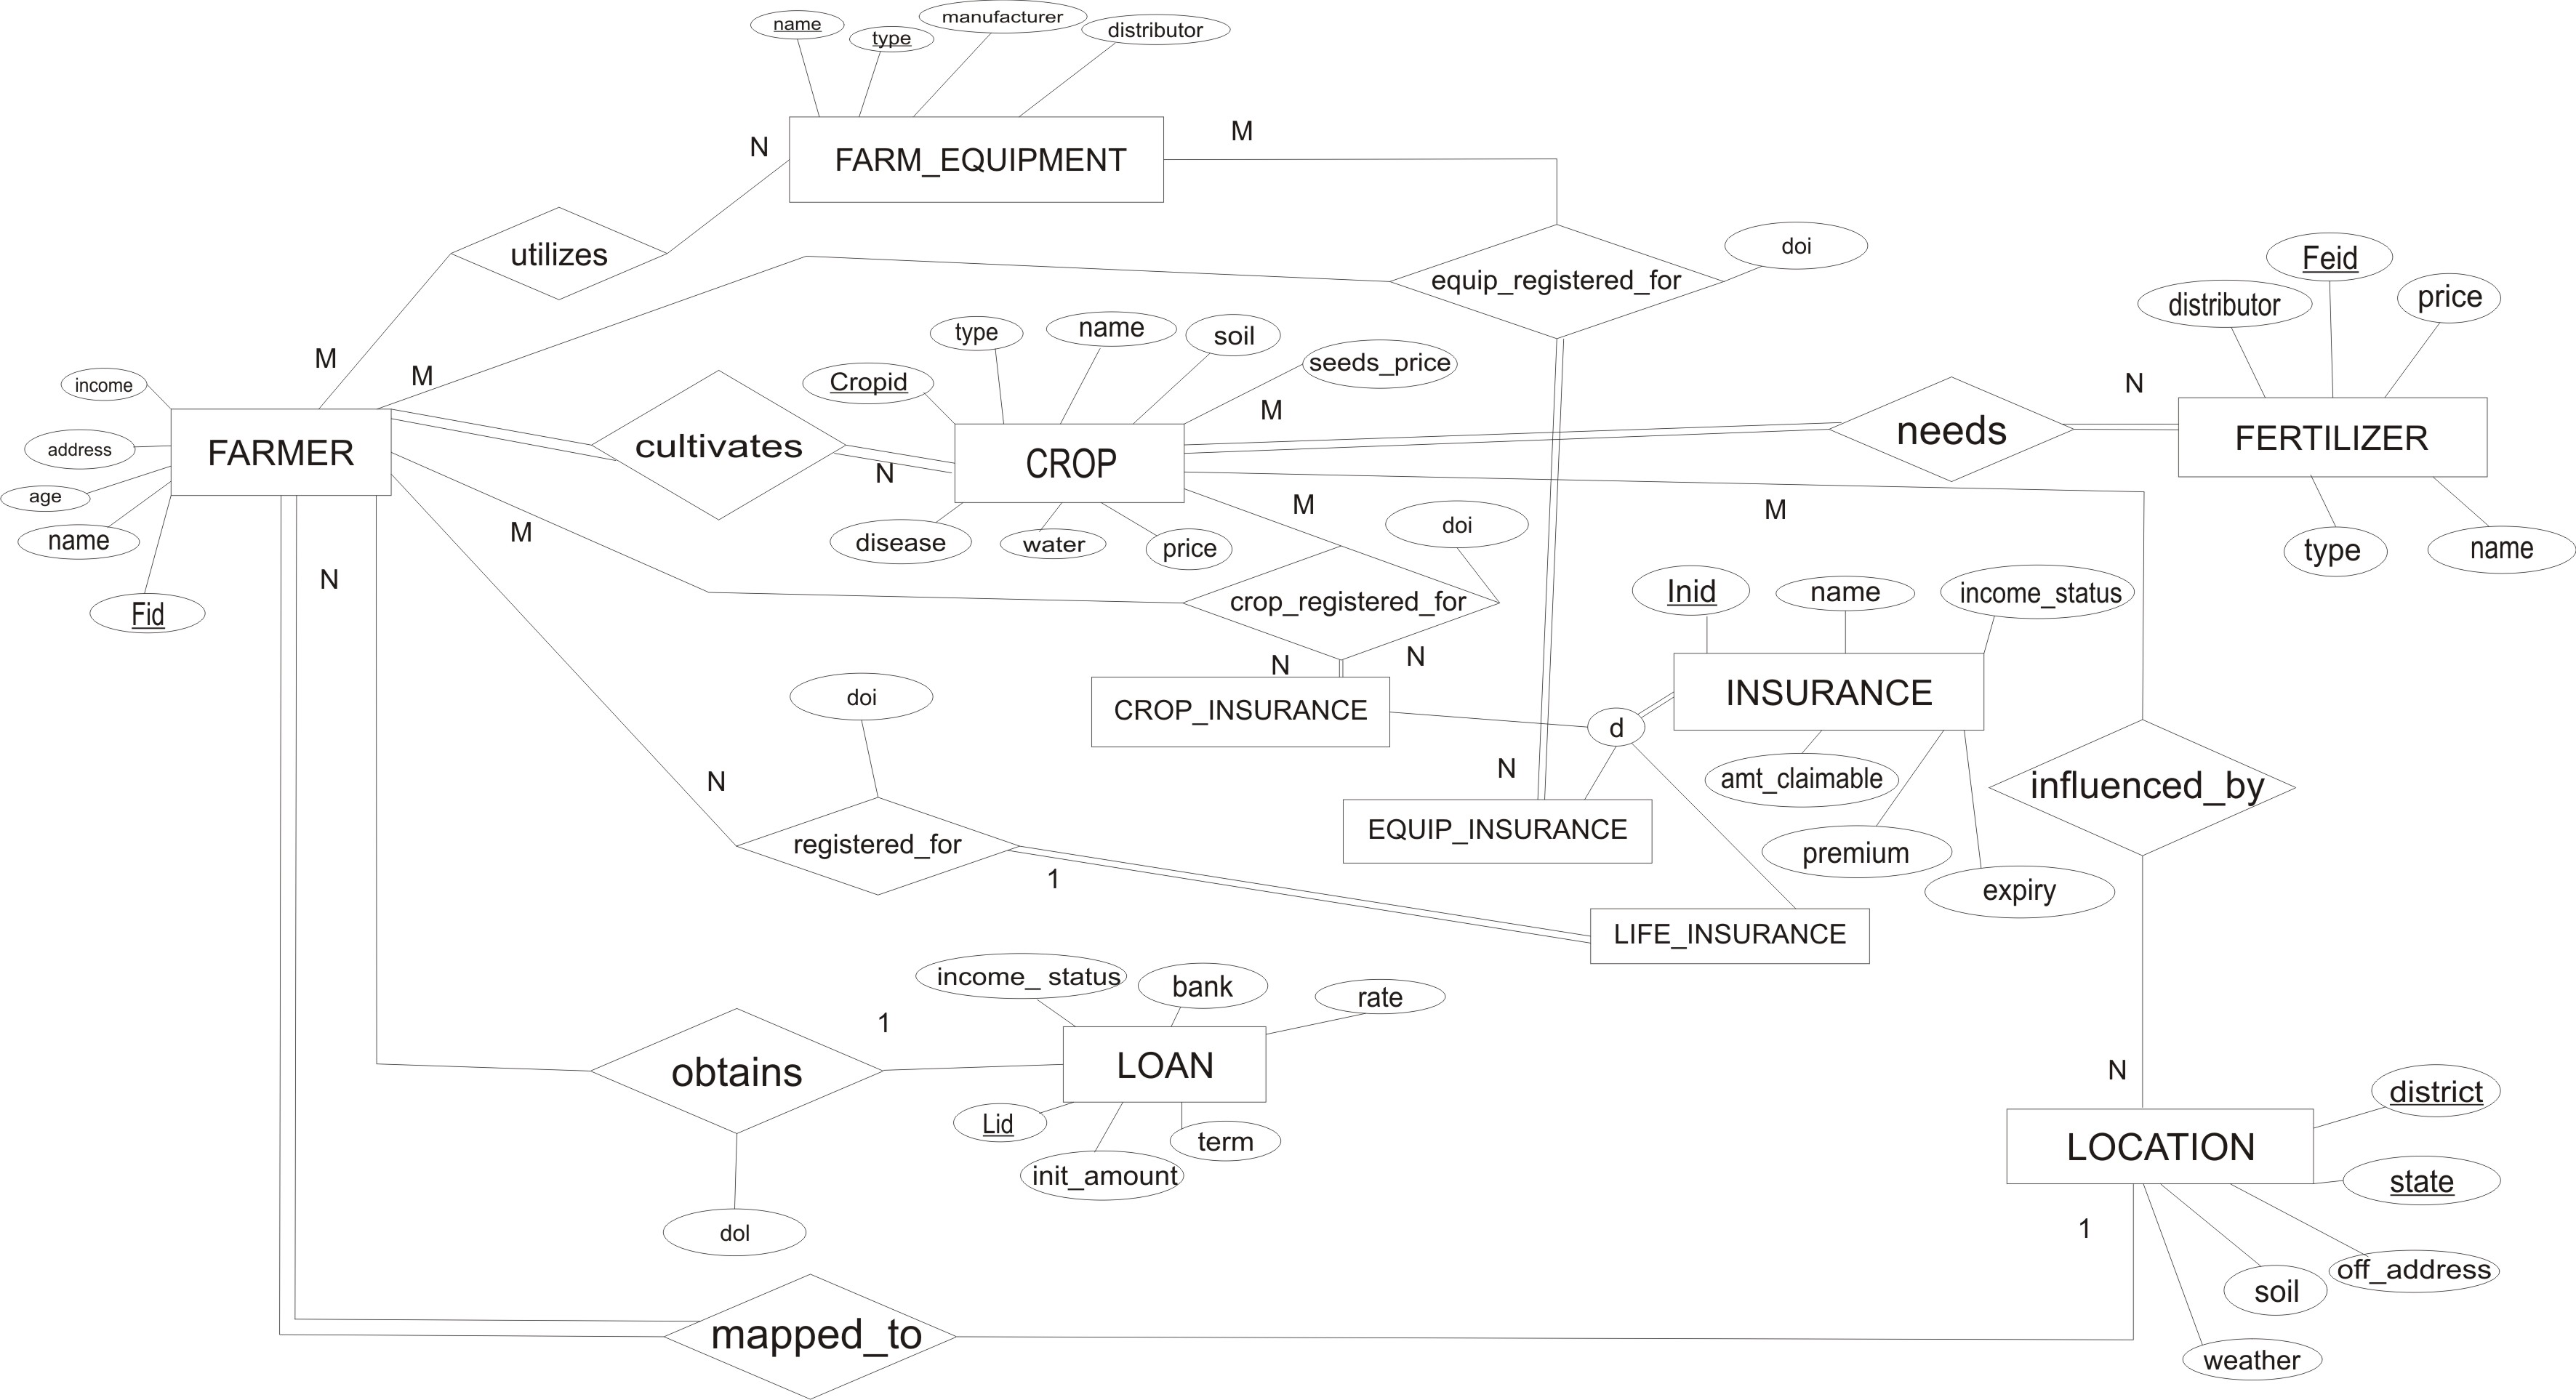 name
type
manufacturer
distributor
FARM_EQUIPMENT
N
M
utilizes
equip_registered_for
doi
Feid
distributor
price
M
M
income
address
age
name
Fid
FARMER
cultivates
N
Cropid
type
name
soil
seeds_price
M
CROP
disease
water
price
needs
N
FERTILIZER
type
name
M
N
M
doi
M
crop_registered_for
N
N
CROP_INSURANCE
Inid
name
income_status
INSURANCE
d
amt_claimable
premium
expiry
influenced_by
doi
N
registered_for
1
N
EQUIP_INSURANCE
LIFE_INSURANCE
income_ status
bank
rate
1
obtains
LOAN
Lid
init_amount
term
dol
N
district
LOCATION
state
1
soil
off_address
weather
mapped_to